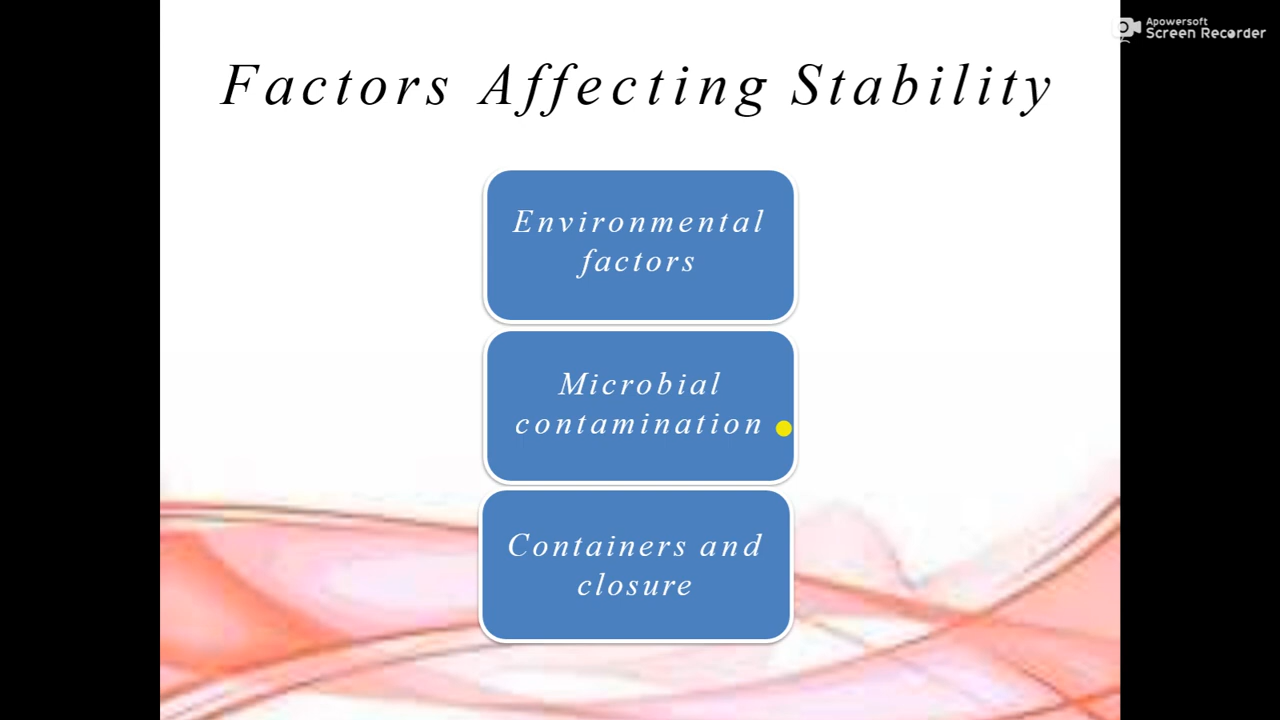 Apowersoft
Screen Recorder
Factors Affecting Stability
Environmental
factors
Microbial
contamination
Containers and
closure